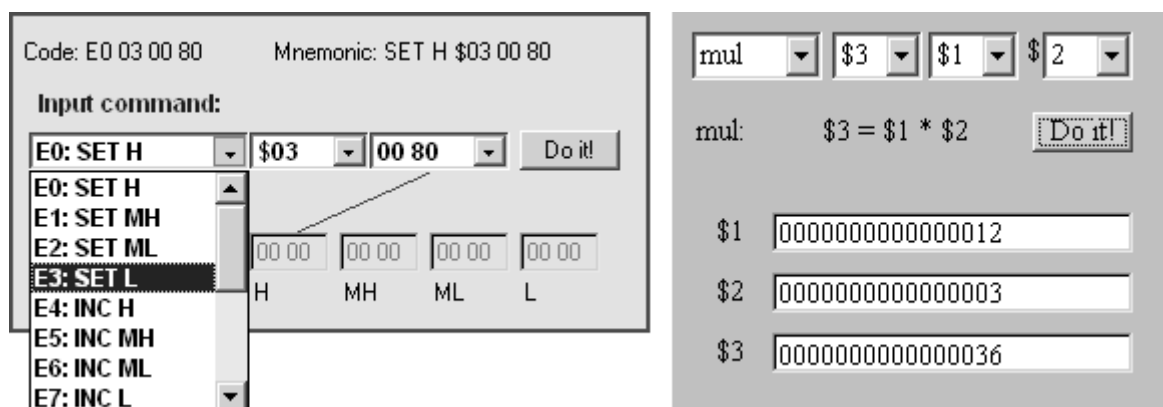 Code: E0 03 00 80 Mnemonic: SET H $03 00 80
Input command:
E0: SET H $03 00 80 Do it!
E0: SET H
E1: SET MH
E2: SET ML
E3: SET L
E4: INC H
E5: INC MH
E6: INC ML
E7: INC L
00 00 00 00 00 00 00 00
H MH ML L
mul $3 $1 $ 2
mul: $3 = $1 * $2 Do it!
$1 0000000000000012
$2 0000000000000003
$3 0000000000000036